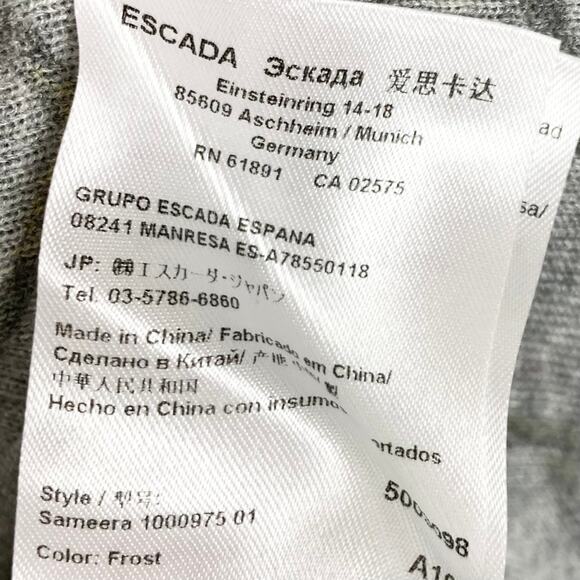 ESCADA Эскада 爱思卡达
Einsteinring 14-18
85609 Aschheim / Munich
Germany
RN 61891 CA 02575
GRUPO ESCADA ESPANA
08241 MANRESA ES-A78550118
JP: ㈱エスカーダ・ジャパン
Tel. 03-5786-6860
Made in China/ Fabricado em China/
Сделано в Китай/ 产
中華人民共和国
Hecho en China con
Style / 型号:
Sameera 1000975 01
Color: Frost
ad
sa/